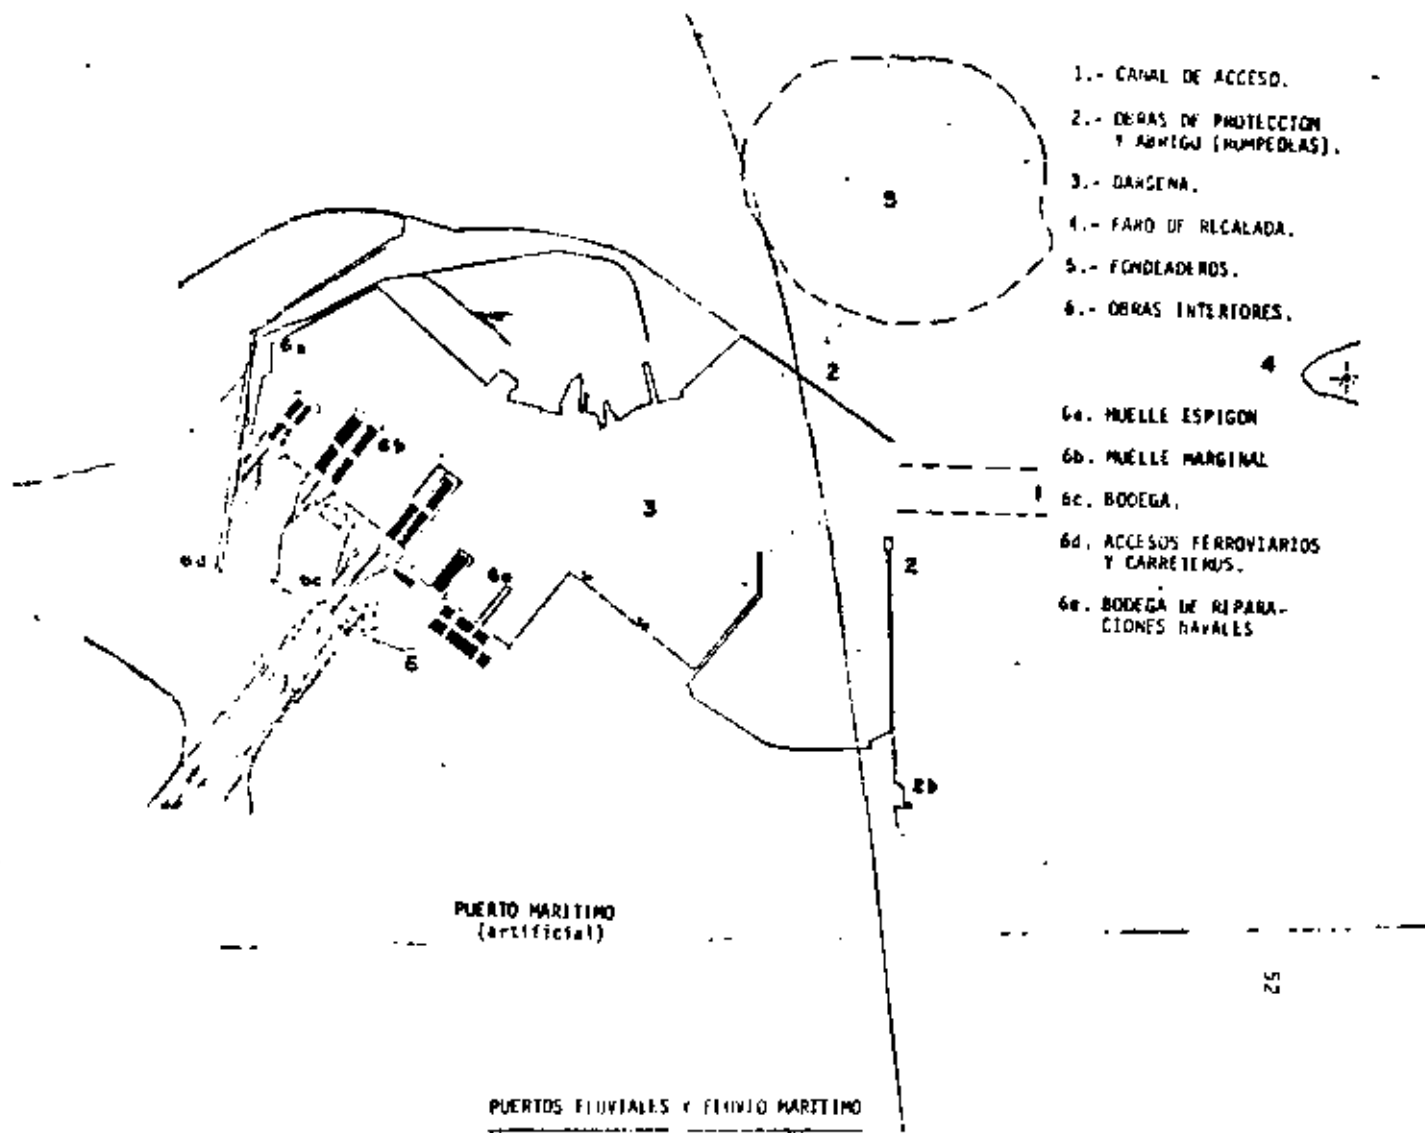 1.- CANAL DE ACCESO.
2.- OBRAS DE PROTECCION
Y ABRIGO (ROMPEOLAS).
3.- DARSENA.
4.- FARO DE RECALADA.
5.- FONDEADEROS.
6.- OBRAS INTERIORES.
5
2
4
6a
6b
6a. MUELLE ESPIGON
6b. MUELLE MARGINAL
6c. BODEGA.
6d. ACCESOS FERROVIARIOS
Y CARRETEROS.
6e. BODEGA DE REPARA-
CIONES NAVALES
3
1
2
6d
6c
6e
6
2b
PUERTO MARITIMO
(artificial)
52
PUERTOS FLUVIALES Y FLUVIO MARITIMO